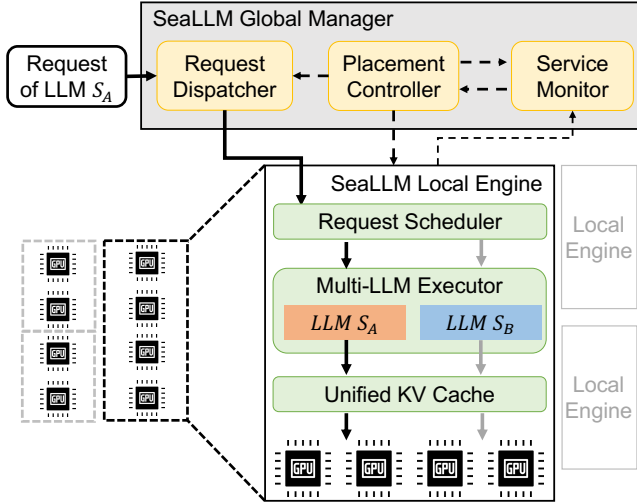 SeaLLM Global Manager
Request
of LLM S_A
Request
Dispatcher
Placement
Controller
Service
Monitor
SeaLLM Local Engine
Request Scheduler
Multi-LLM Executor
LLM S_A
LLM S_B
Unified KV Cache
Local
Engine
Local
Engine
GPU
GPU
GPU
GPU
GPU
GPU
GPU
GPU
GPU
GPU
GPU
GPU